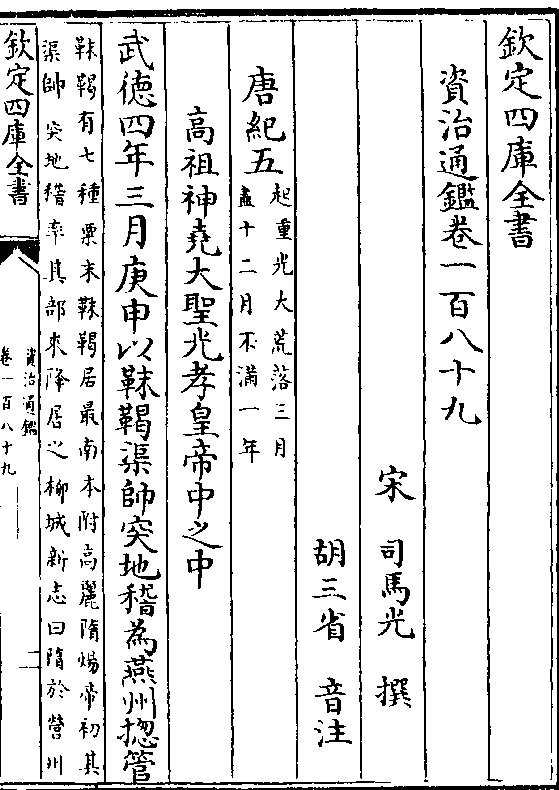 欽定四庫全書
資治通鑑卷一百八十九
宋 司馬光 撰
胡三省 音注
唐紀五
起重光大荒落三月
盡十二月不滿一年
高祖神堯大聖光孝皇帝中之中
武德四年三月庚申以靺鞨渠帥突地稽為燕州揔管
靺鞨有七種粟末靺鞨居最南本附高麗隋煬帝初其
渠帥突地稽率其部來降居之柳城新志曰隋於營州
欽定四庫全書
資治通鑑
卷一百八十九
一